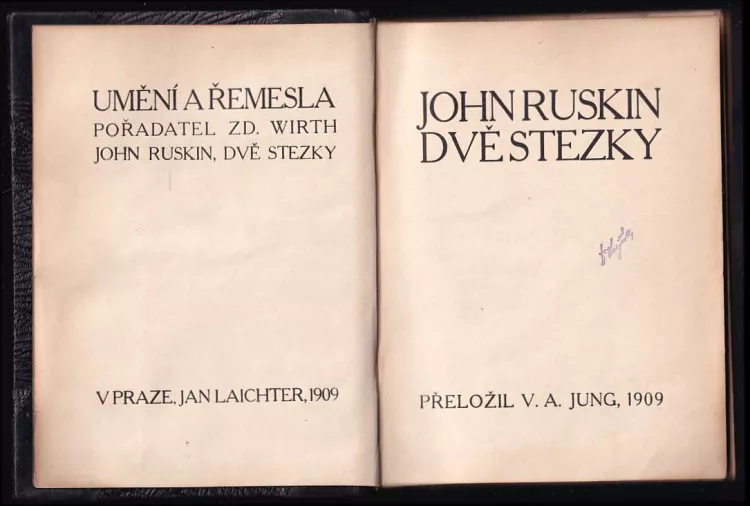 UMĚNÍ A ŘEMESLA
POŘADATEL ZD. WIRTH
JOHN RUSKIN, DVĚ STEZKY
V PRAZE, JAN LAICHTER, 1909
JOHN RUSKIN
DVĚ STEZKY
PŘELOŽIL V. A. JUNG, 1909